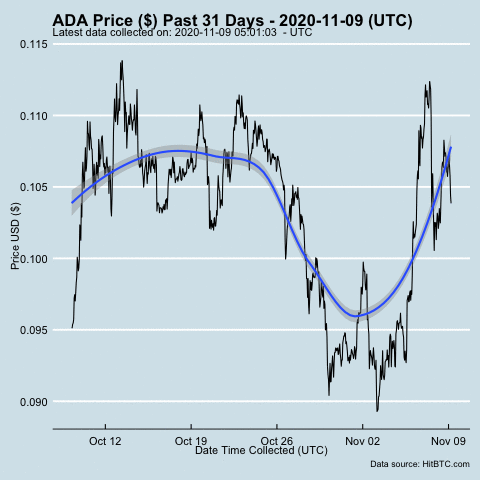 ADA Price ($) Past 31 Days - 2020-11-09 (UTC)
Latest data collected on: 2020-11-09 05:01:03 - UTC
0.115
0.110
0.105
0.100
0.095
0.090
Price USD ($)
Oct 12
Oct 19
Oct 26
Nov 02
Nov 09
Date Time Collected (UTC)
Data source: HitBTC.com